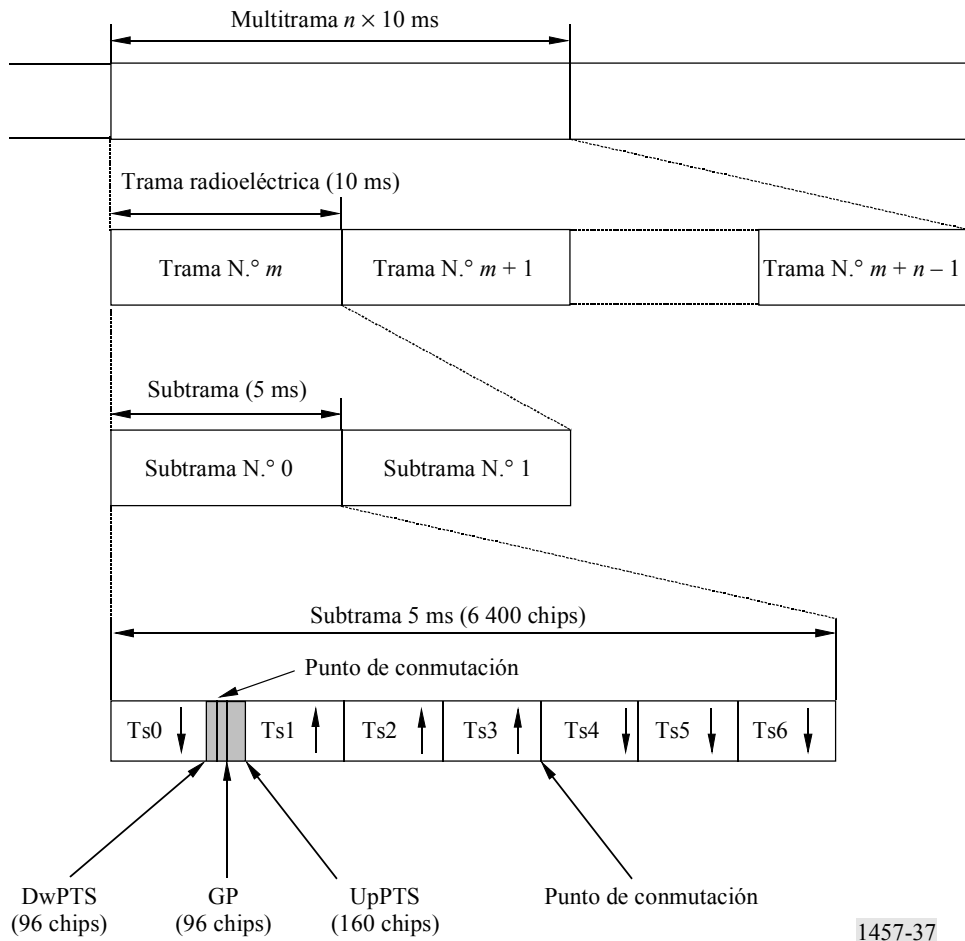 Multitrama n × 10 ms
Trama radioeléctrica (10 ms)
Trama N.° m
Trama N.° m + 1
Trama N.° m + n – 1
Subtrama (5 ms)
Subtrama N.° 0
Subtrama N.° 1
Subtrama 5 ms (6 400 chips)
Punto de conmutación
Ts0
Ts1
Ts2
Ts3
Ts4
Ts5
Ts6
DwPTS
(96 chips)
GP
(96 chips)
UpPTS
(160 chips)
Punto de conmutación
1457-37